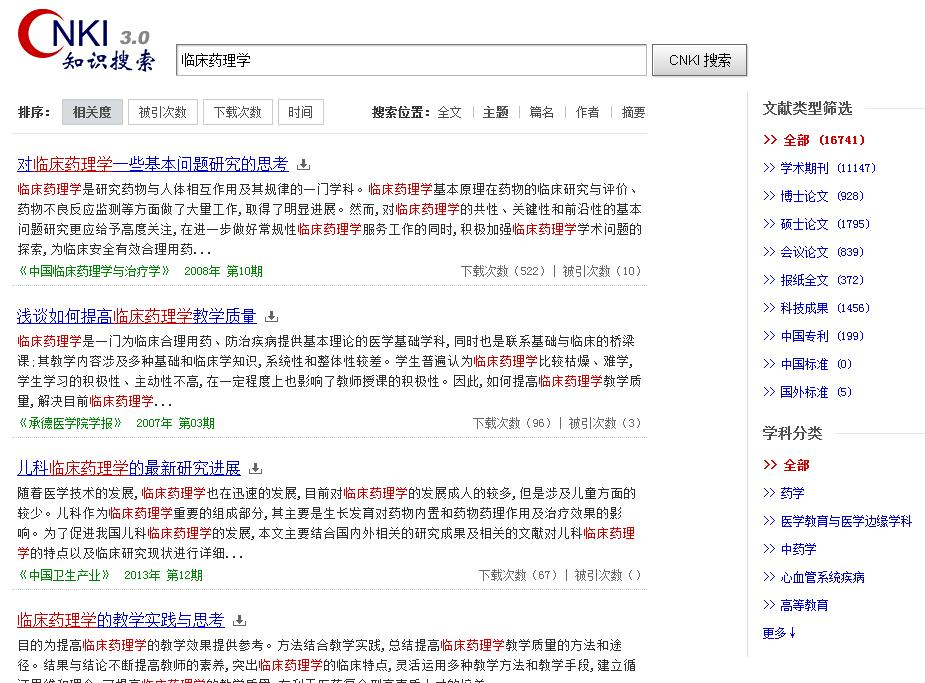 CNKI 3.0
知识搜索
临床药理学
CNKI 搜索
排序： 相关度 被引次数 下载次数 时间 搜索位置： 全文 主题 篇名 作者 摘要
对临床药理学一些基本问题研究的思考
临床药理学是研究药物与人体相互作用及其规律的一门学科。临床药理学基本原理在药物的临床研究与评价、
药物不良反应监测等方面做了大量工作,取得了明显进展。然而,对临床药理学的共性、关键性和前沿性的基本
问题研究更应给予高度关注,在进一步做好常规性临床药理学服务工作的同时,积极加强临床药理学学术问题的
探索,为临床安全有效合理用药...
《中国临床药理学与治疗学》 2008年 第10期 下载次数（522）| 被引次数（10）
浅谈如何提高临床药理学教学质量
临床药理学是一门为临床合理用药、防治疾病提供基本理论的医学基础学科,同时也是联系基础与临床的桥梁
课:其教学内容涉及多种基础和临床学知识,系统性和整体性较差。学生普遍认为临床药理学比较枯燥、难学,
学生学习的积极性、主动性不高,在一定程度上也影响了教师授课的积极性。因此,如何提高临床药理学教学质
量,解决目前临床药理学...
《承德医学院学报》 2007年 第03期 下载次数（96）| 被引次数（3）
儿科临床药理学的最新研究进展
随着医学技术的发展,临床药理学也在迅速的发展,目前对临床药理学的发展成人的较多,但是涉及儿童方面的
较少。儿科作为临床药理学重要的组成部分,其主要是生长发育对药物内置和药物药理作用及治疗效果的影
响。为了促进我国儿科临床药理学的发展,本文主要结合国内外相关的研究成果及相关的文献对儿科临床药理
学的特点以及临床研究现状进行详细...
《中国卫生产业》 2013年 第12期 下载次数（67）| 被引次数（）
临床药理学的教学实践与思考
目的为提高临床药理学的教学效果提供参考。方法结合教学实践,总结提高临床药理学教学质量的方法和途
径。结果与结论不断提高教师的素养,突出临床药理学的临床特点,灵活运用多种教学方法和教学手段,建立循
文献类型筛选
>> 全部 （16741）
>> 学术期刊 （11147）
>> 博士论文 （928）
>> 硕士论文 （1795）
>> 会议论文 （839）
>> 报纸全文 （372）
>> 科技成果 （1456）
>> 中国专利 （199）
>> 中国标准 （0）
>> 国外标准 （5）
学科分类
>> 全部
>> 药学
>> 医学教育与医学边缘学科
>> 中药学
>> 心血管系统疾病
>> 高等教育
更多↓